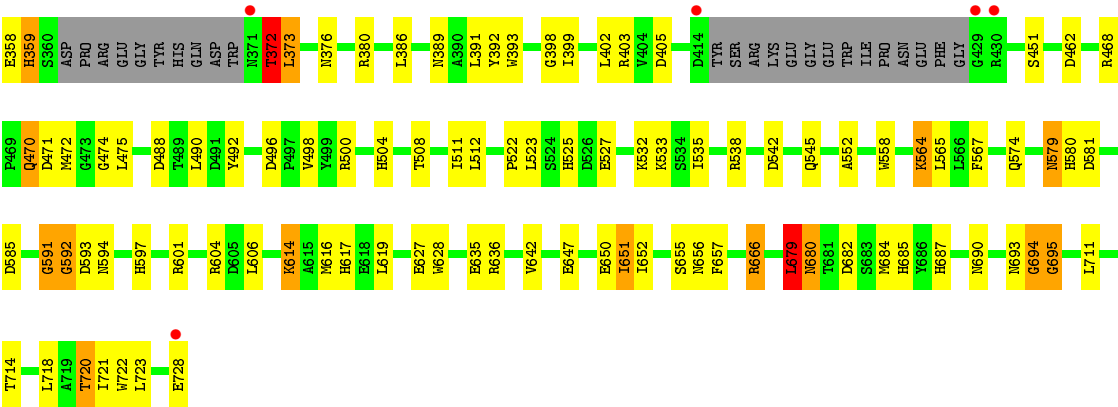 E358 H359 S360 ASP PRO ARG GLU GLY TYR HIS GLN ASP TRP N371 T372 L373 N376 R380 L386 N389 A390 L391 Y392 W393 G398 I399 L402 R403 V404 D405 D414 TYR SER ARG LYS GLU GLY GLU TRP ILE PRO ASN GLU PHE GLY G429 R430 S451 D462 R468
P469 Q470 D471 M472 G473 G474 L475 D488 T489 L490 D491 Y492 D496 P497 V498 Y499 R500 H504 T508 I511 L512 P522 L523 S524 H525 D526 E527 K532 K533 S534 I535 R538 D542 Q545 A552 W558 K564 L565 L566 F567 Q574 N579 H580 D581
D585 G591 G592 D593 N594 H597 R601 R604 D605 L606 K614 A615 M616 H617 E618 L619 E627 W628 E635 R636 V642 E647 E650 I651 I652 S655 N656 F657 R666 L679 N680 T681 D682 S683 M684 H685 Y686 H687 N690 N693 G694 G695 L711
T714 L718 A719 T720 I721 W722 L723 E728